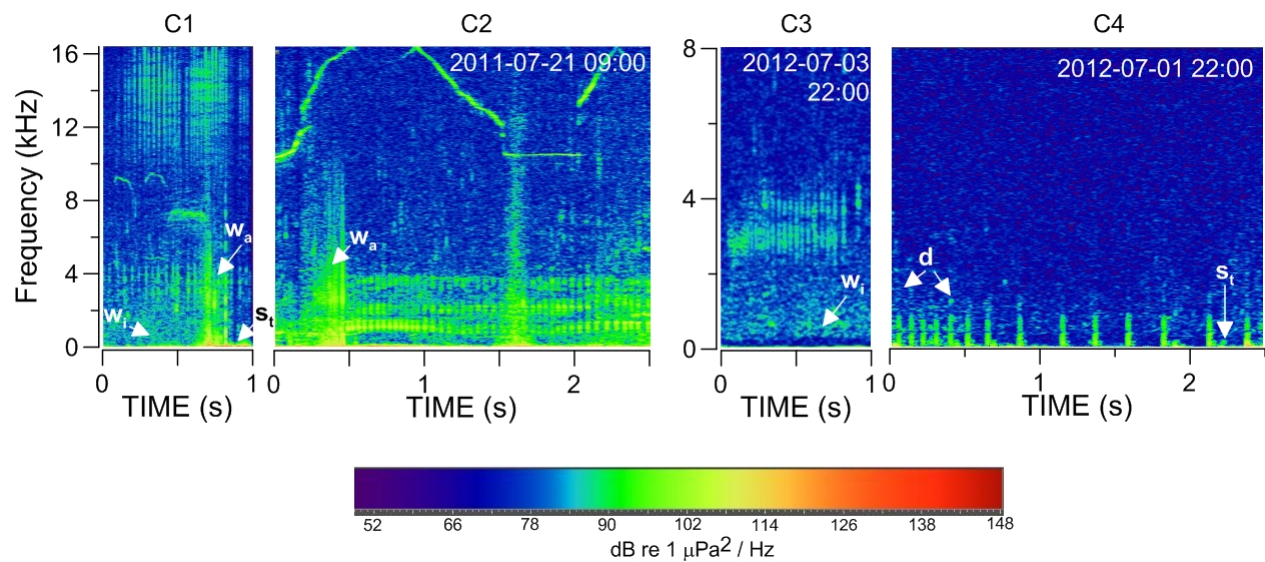 C1
C2
C3
C4
Frequency (kHz)
16
12
8
4
0
wᵢ
wₐ
sₜ
0
1
TIME (s)
2011-07-21 09:00
wₐ
0
1
2
TIME (s)
8
4
0
2012-07-03
22:00
wᵢ
0
1
TIME (s)
2012-07-01 22:00
d
sₜ
0
1
2
TIME (s)
52 66 78 90 102 114 126 138 148
dB re 1 μPa² / Hz